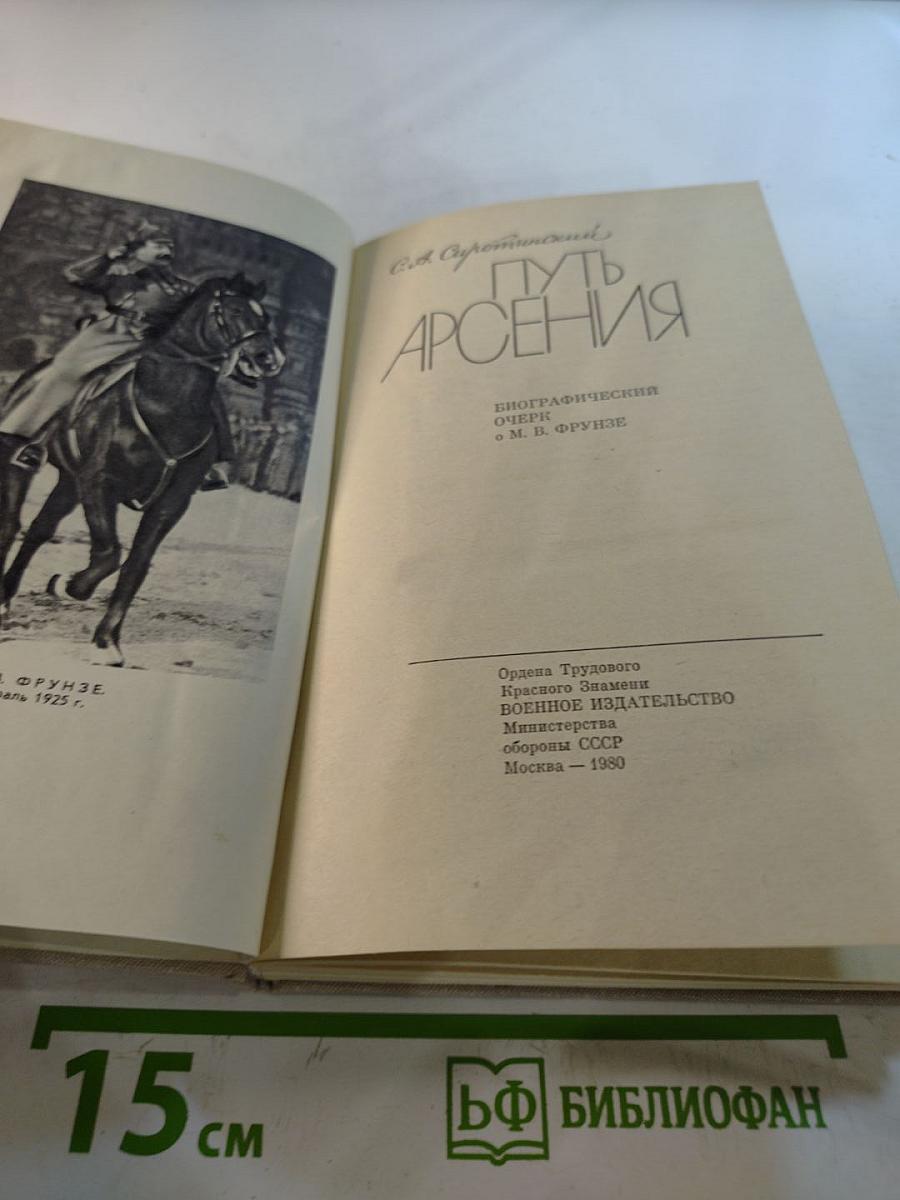 ФРУНЗЕ.
1925 г.
С. А. Сиротинский
ПУТЬ
АРСЕНИЯ
БИОГРАФИЧЕСКИЙ
ОЧЕРК
о М. В. ФРУНЗЕ
Ордена Трудового
Красного Знамени
ВОЕННОЕ ИЗДАТЕЛЬСТВО
Министерства
обороны СССР
Москва — 1980
15 см
ЬФ БИБЛИОФАН